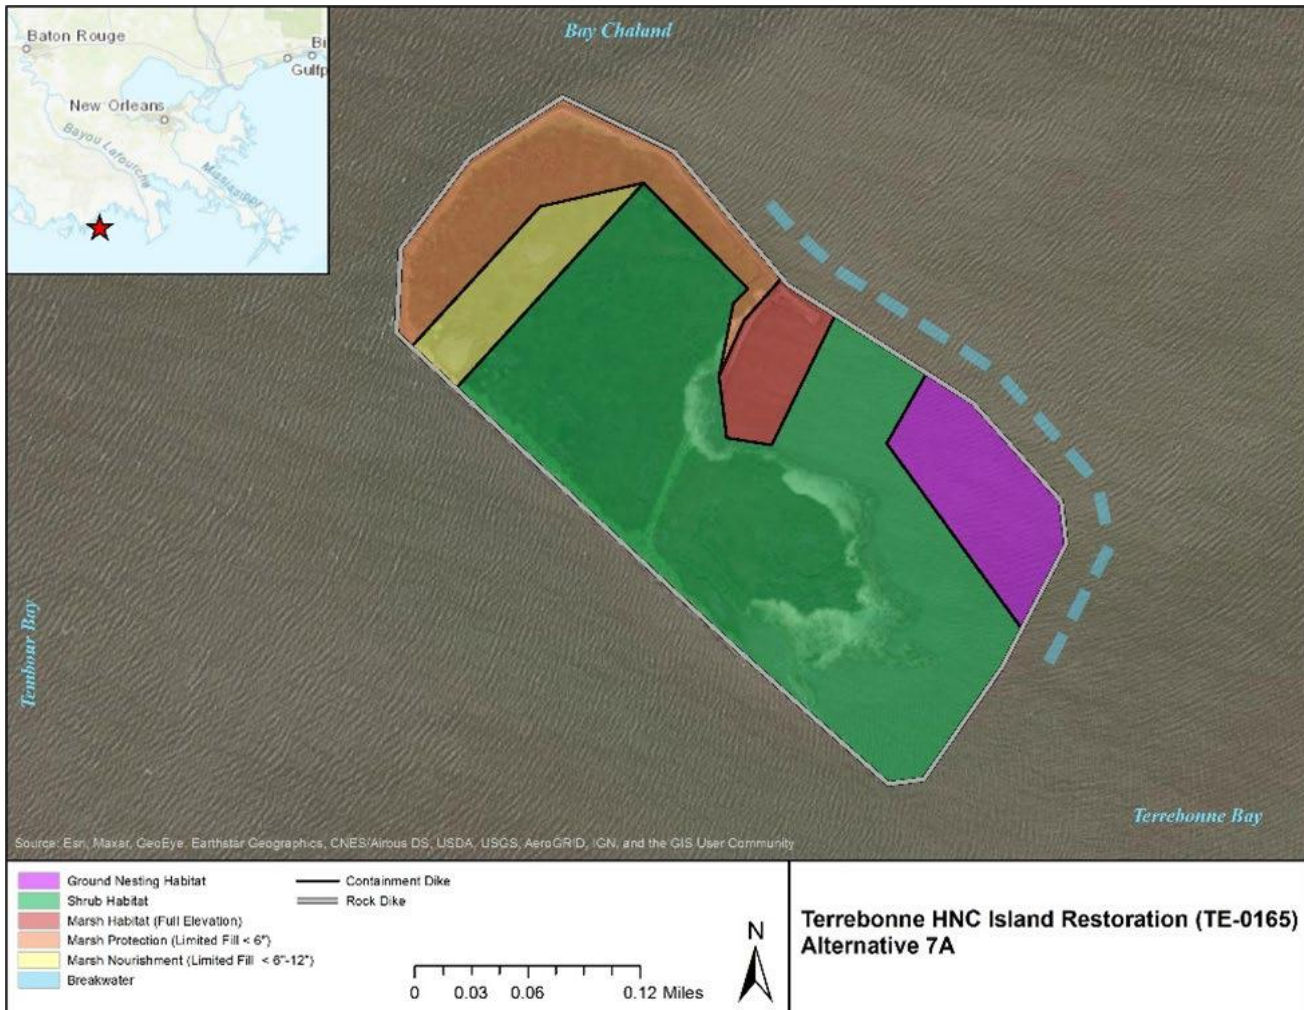 Bay Chaland
Baton Rouge
Bi
Gulfp
New Orleans
Bayou Lafourche
Mississippi
Tembour Bay
Terrebonne Bay
Source: Esri, Maxar, GeoEye, Earthstar Geographics, CNES/Airbus DS, USDA, USGS, AeroGRID, IGN, and the GIS User Community
Ground Nesting Habitat
Shrub Habitat
Marsh Habitat (Full Elevation)
Marsh Protection (Limited Fill < 6")
Marsh Nourishment (Limited Fill < 6"-12")
Breakwater
Containment Dike
Rock Dike
0 0.03 0.06 0.12 Miles
N
Terrebonne HNC Island Restoration (TE-0165)
Alternative 7A